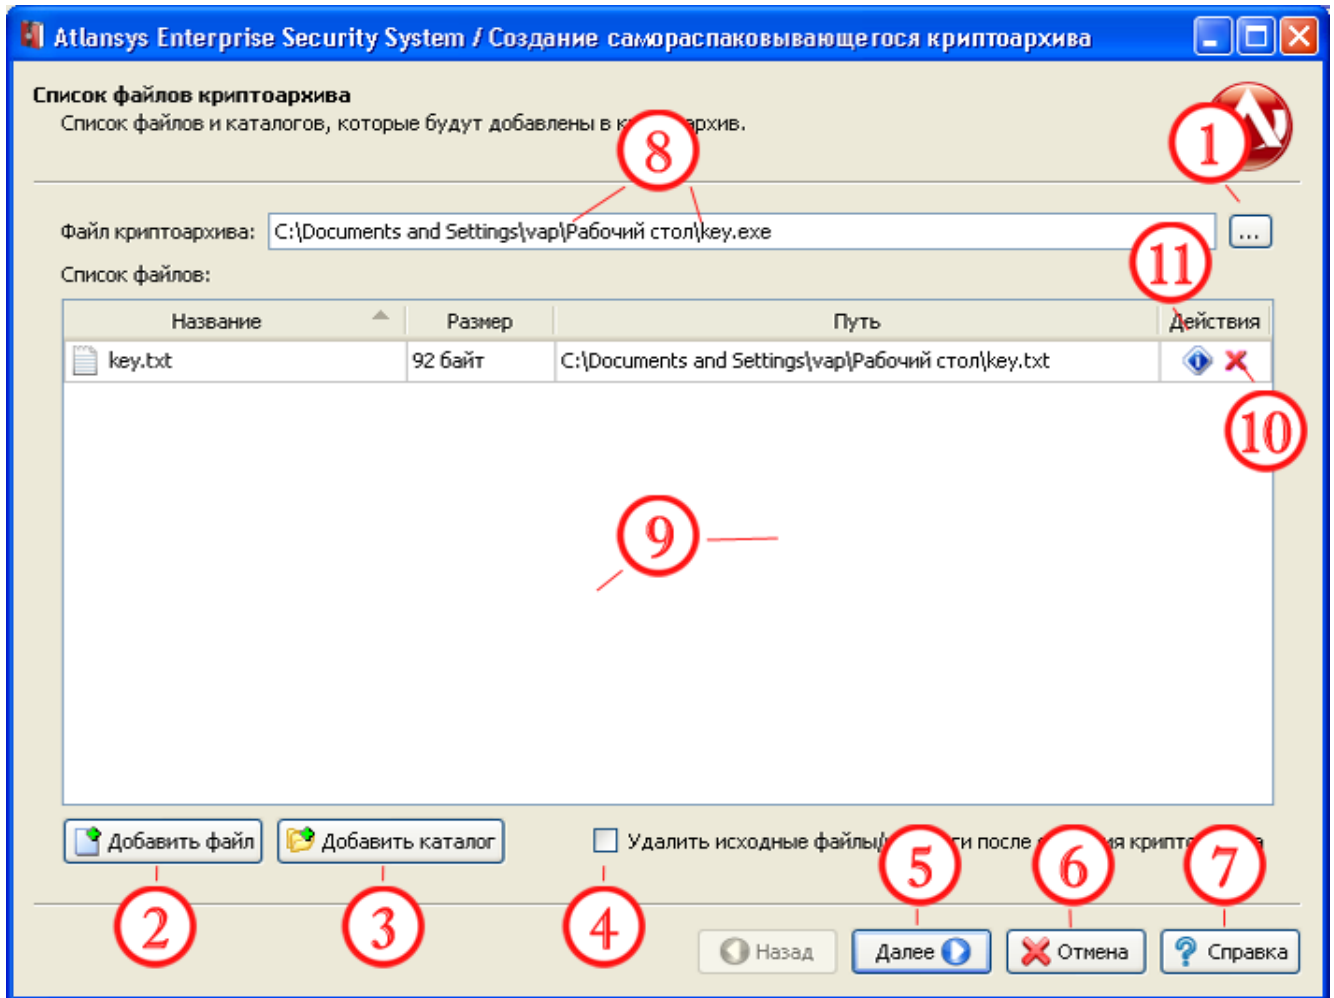 Atlansys Enterprise Security System / Создание самораспаковывающегося криптоархива
Список файлов криптоархива
Список файлов и каталогов, которые будут добавлены в архив.
8
1
Файл криптоархива: C:\Documents and Settings\vap\Рабочий стол\key.exe ...
11
Список файлов:
Название Размер Путь Действия
key.txt 92 байт C:\Documents and Settings\vap\Рабочий стол\key.txt
10
9
Добавить файл Добавить каталог Удалить исходные файлы после
5 6 7
2 3 4
Назад Далее Отмена Справка